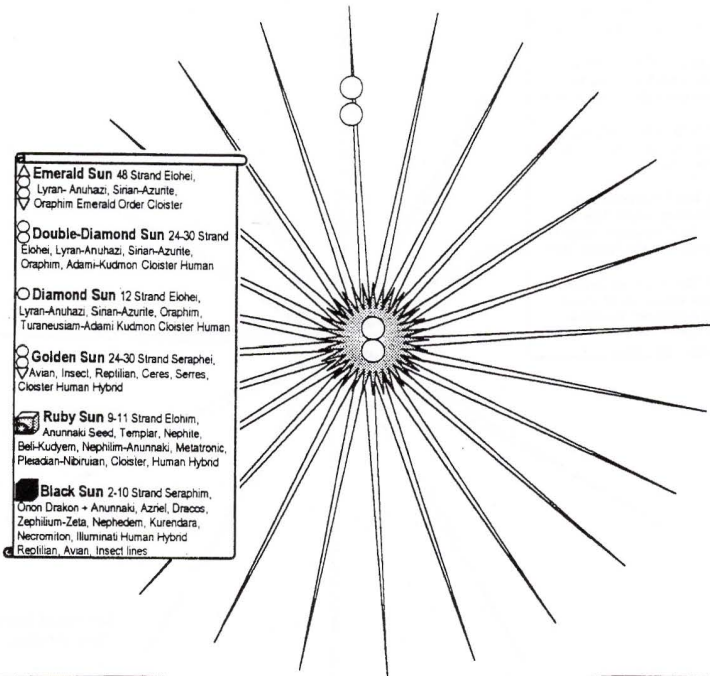 Emerald Sun 48 Strand Elohei,
Lyran- Anuhazi, Sirian-Azurite,
Oraphim Emerald Order Cloister
Double-Diamond Sun 24-30 Strand
Elohei, Lyran-Anuhazi, Sirian-Azurite,
Oraphim, Adami-Kudmon Cloister Human
Diamond Sun 12 Strand Elohei,
Lyran-Anuhazi, Sirian-Azurite, Oraphim,
Turaneusiam-Adami Kudmon Cloister Human
Golden Sun 24-30 Strand Seraphei,
Avian, Insect, Reptilian, Ceres, Serres,
Cloister Human Hybrid
Ruby Sun 9-11 Strand Elohim,
Anunnaki Seed, Templar, Nephite,
Beli-Kudyem, Nephilim-Anunnaki, Metatronic,
Pleiadian-Nibiruian, Cloister, Human Hybrid
Black Sun 2-10 Strand Seraphim,
Omon Drakon + Anunnaki, Azriel, Dracos,
Zephilium-Zeta, Nephedem, Kurendara,
Necromiton, Illuminati Human Hybrid
Reptilian, Avian, Insect lines